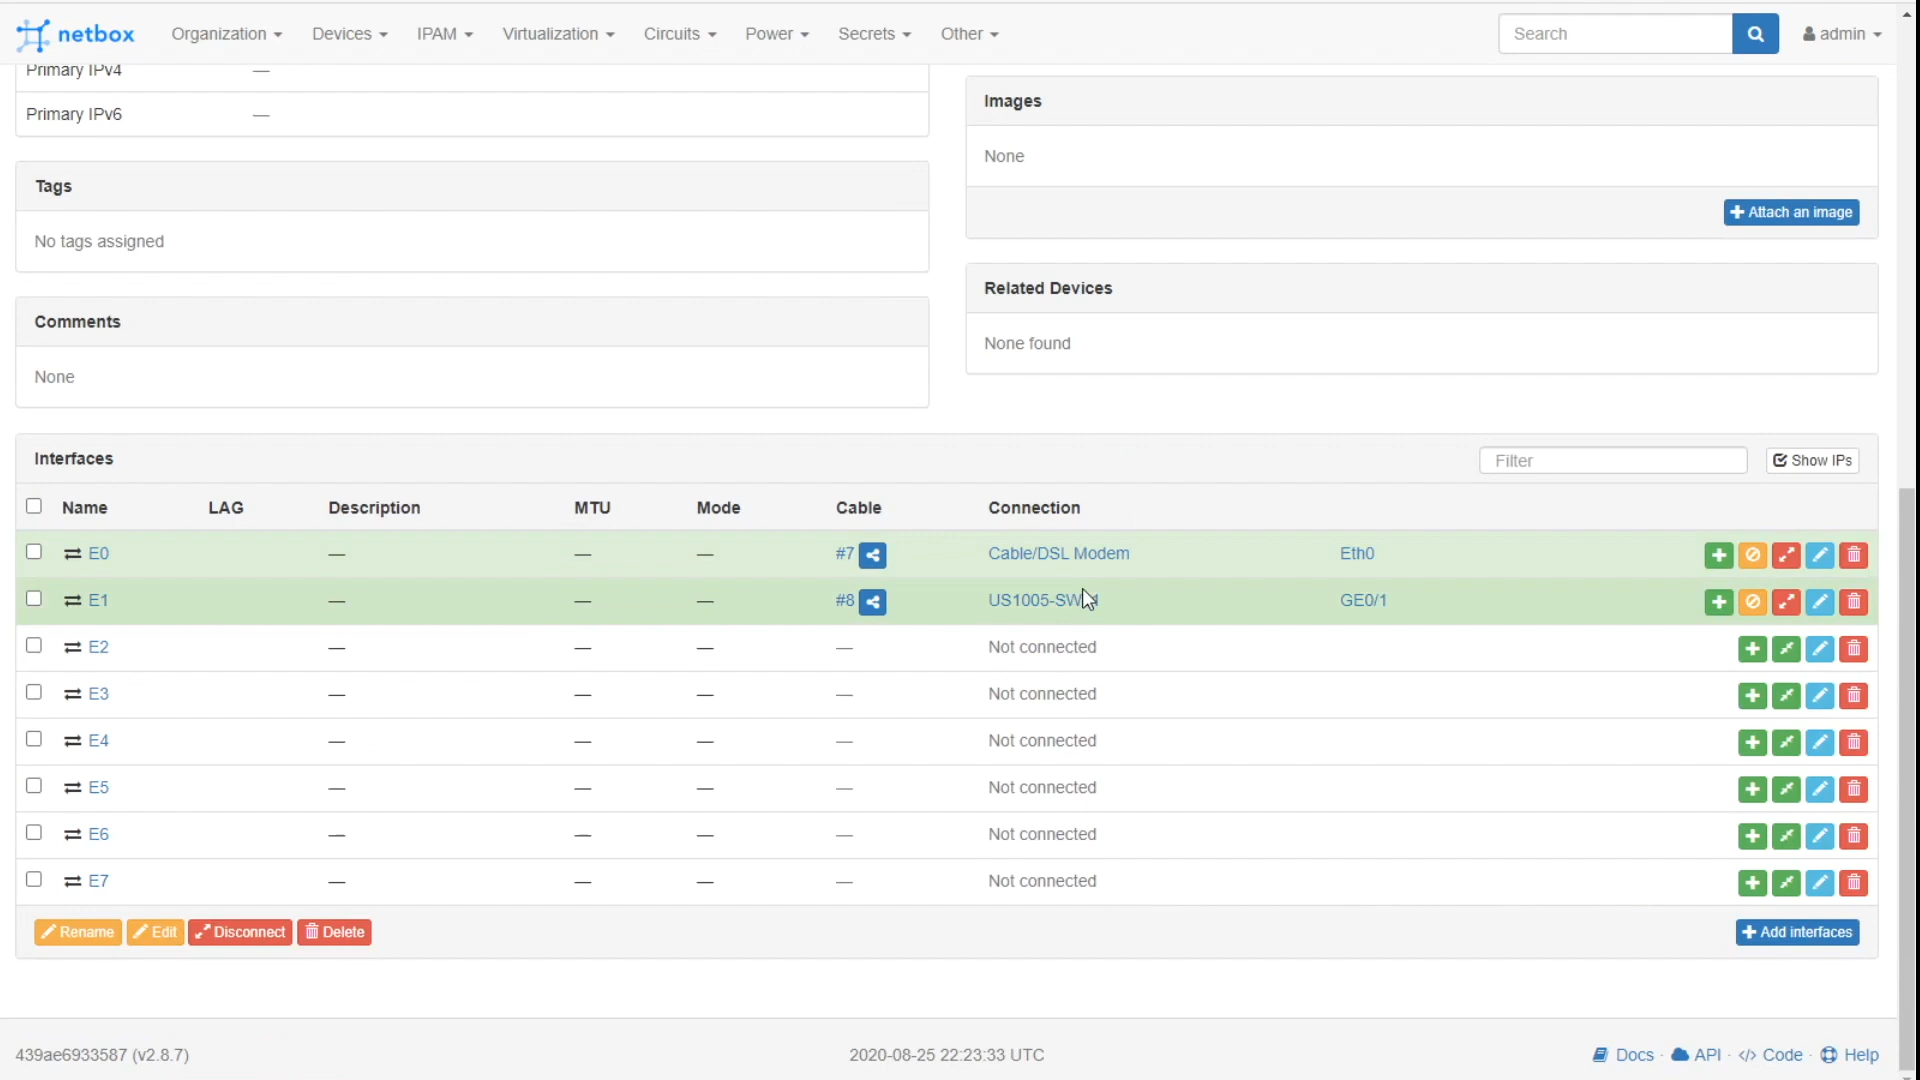 netbox Organization Devices IPAM Virtualization Circuits Power Secrets Other Search admin
Primary IPv4 —
Primary IPv6 —
Tags
No tags assigned
Comments
None
Images
None
Attach an image
Related Devices
None found
Interfaces Filter Show IPs
Name LAG Description MTU Mode Cable Connection
E0 — — — #7 Cable/DSL Modem Eth0
E1 — — — #8 GE0/1
E2 — — — — Not connected
E3 — — — — Not connected
E4 — — — — Not connected
E5 — — — — Not connected
E6 — — — — Not connected
E7 — — — — Not connected
Rename Edit Disconnect Delete Add interfaces
439ae6933587 (v2.8.7) 2020-08-25 22:23:33 UTC Docs · API · </> Code · Help